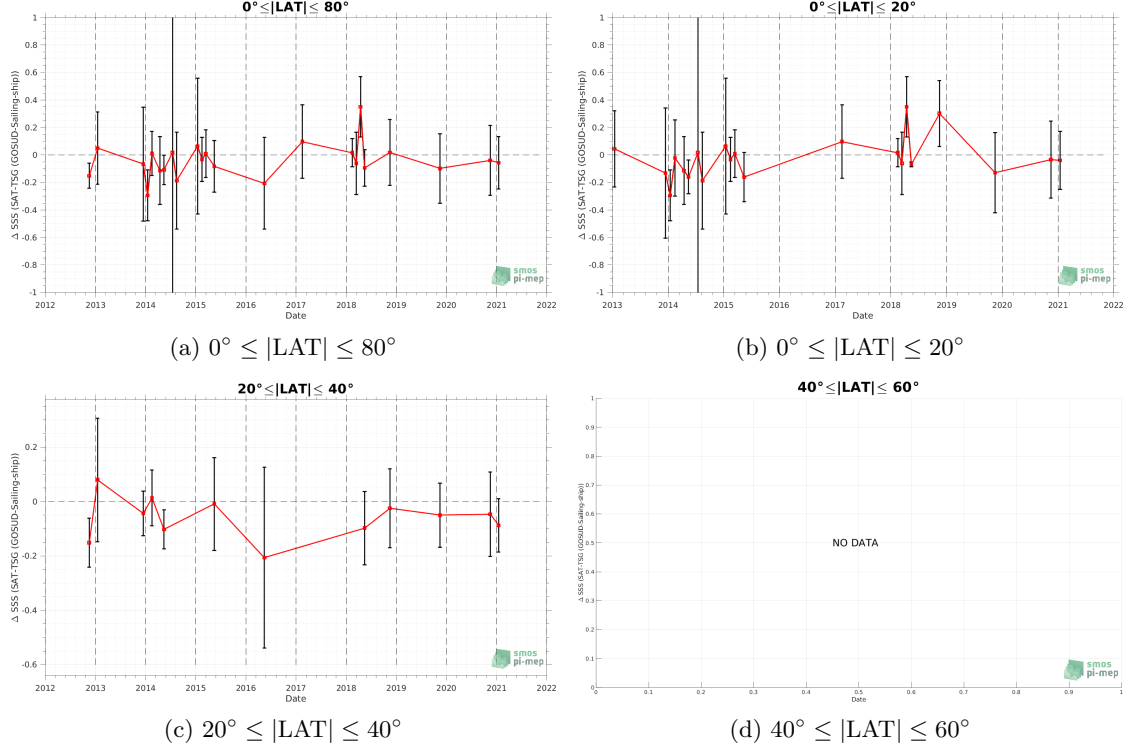 0°≤|LAT|≤ 80°
Δ SSS (SAT-TSG (GOSUD-Sailing-ship))
1
0.8
0.6
0.4
0.2
0
-0.2
-0.4
-0.6
-0.8
-1
2012 2013 2014 2015 2016 2017 2018 2019 2020 2021 2022
Date
smos
pi-mep
(a) 0° ≤ |LAT| ≤ 80°
0°≤|LAT|≤ 20°
Δ SSS (SAT-TSG (GOSUD-Sailing-ship))
1
0.8
0.6
0.4
0.2
0
-0.2
-0.4
-0.6
-0.8
-1
2013 2014 2015 2016 2017 2018 2019 2020 2021 2022
Date
smos
pi-mep
(b) 0° ≤ |LAT| ≤ 20°
20°≤|LAT|≤ 40°
Δ SSS (SAT-TSG (GOSUD-Sailing-ship))
0.2
0
-0.2
-0.4
-0.6
2012 2013 2014 2015 2016 2017 2018 2019 2020 2021 2022
Date
smos
pi-mep
(c) 20° ≤ |LAT| ≤ 40°
40°≤|LAT|≤ 60°
Δ SSS (SAT-TSG (GOSUD-Sailing-ship))
1
0.9
0.8
0.7
0.6
0.5
0.4
0.3
0.2
0.1
0
NO DATA
0 0.1 0.2 0.3 0.4 0.5 0.6 0.7 0.8 0.9 1
Date
smos
pi-mep
(d) 40° ≤ |LAT| ≤ 60°